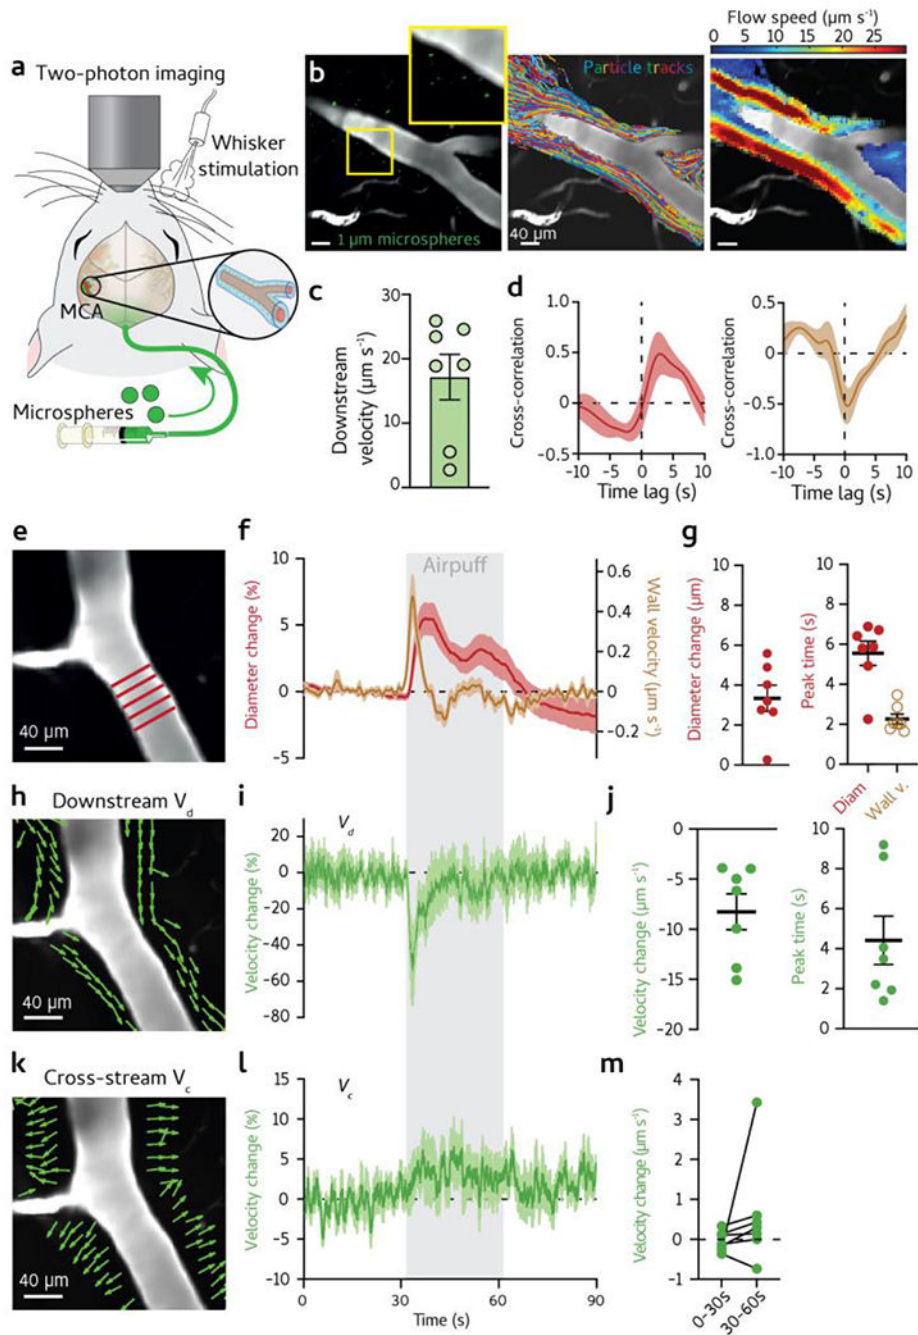 a
Two-photon imaging
Whisker
stimulation
MCA
Microspheres
b
1 µm microspheres
Particle tracks
40 µm
Flow speed (µm s⁻¹)
0 5 10 15 20 25
c
Downstream
velocity (µm s⁻¹)
30
20
10
0
d
Cross-correlation
1.0
0.5
0
-0.5
-10 -5 0 5 10
Time lag (s)
Cross-correlation
0.5
0
-0.5
-1.0
-10 -5 0 5 10
Time lag (s)
e
40 µm
f
Airpuff
Diameter change (%)
10
5
0
-5
Wall velocity (µm s⁻¹)
0.6
0.4
0.2
0
-0.2
g
Diameter change (µm)
10
8
6
4
2
0
Peak time (s)
10
8
6
4
2
0
Diam
Wall v.
h
Downstream Vd
40 µm
i
Vd
Velocity change (%)
20
0
-20
-40
-60
-80
j
Velocity change (µm s⁻¹)
0
-5
-10
-15
-20
Peak time (s)
10
8
6
4
2
0
k
Cross-stream Vc
40 µm
l
Vc
Velocity change (%)
15
10
5
0
-5
-10
0 30 60 90
Time (s)
m
Velocity change (µm s⁻¹)
4
3
2
1
0
-1
0-30s
30-60s